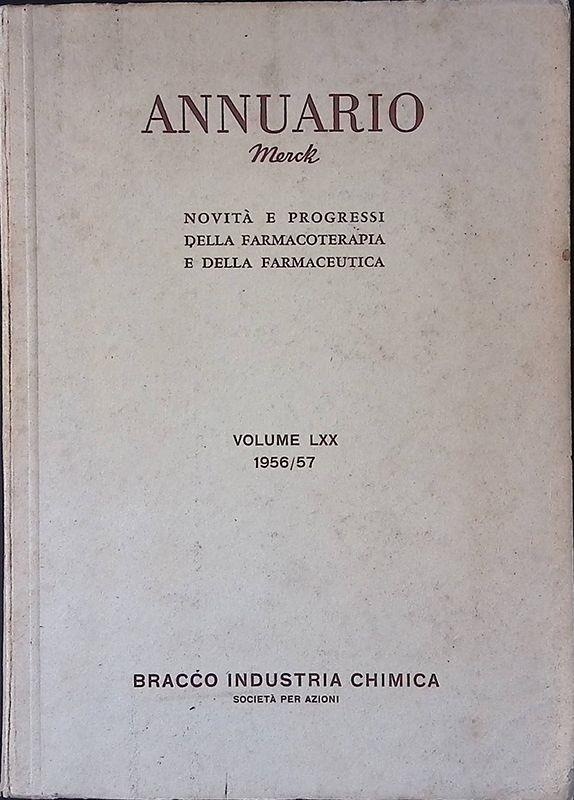 ANNUARIO
Merck
NOVITÀ E PROGRESSI
DELLA FARMACOTERAPIA
E DELLA FARMACEUTICA
VOLUME LXX
1956/57
BRACCO INDUSTRIA CHIMICA
SOCIETÀ PER AZIONI